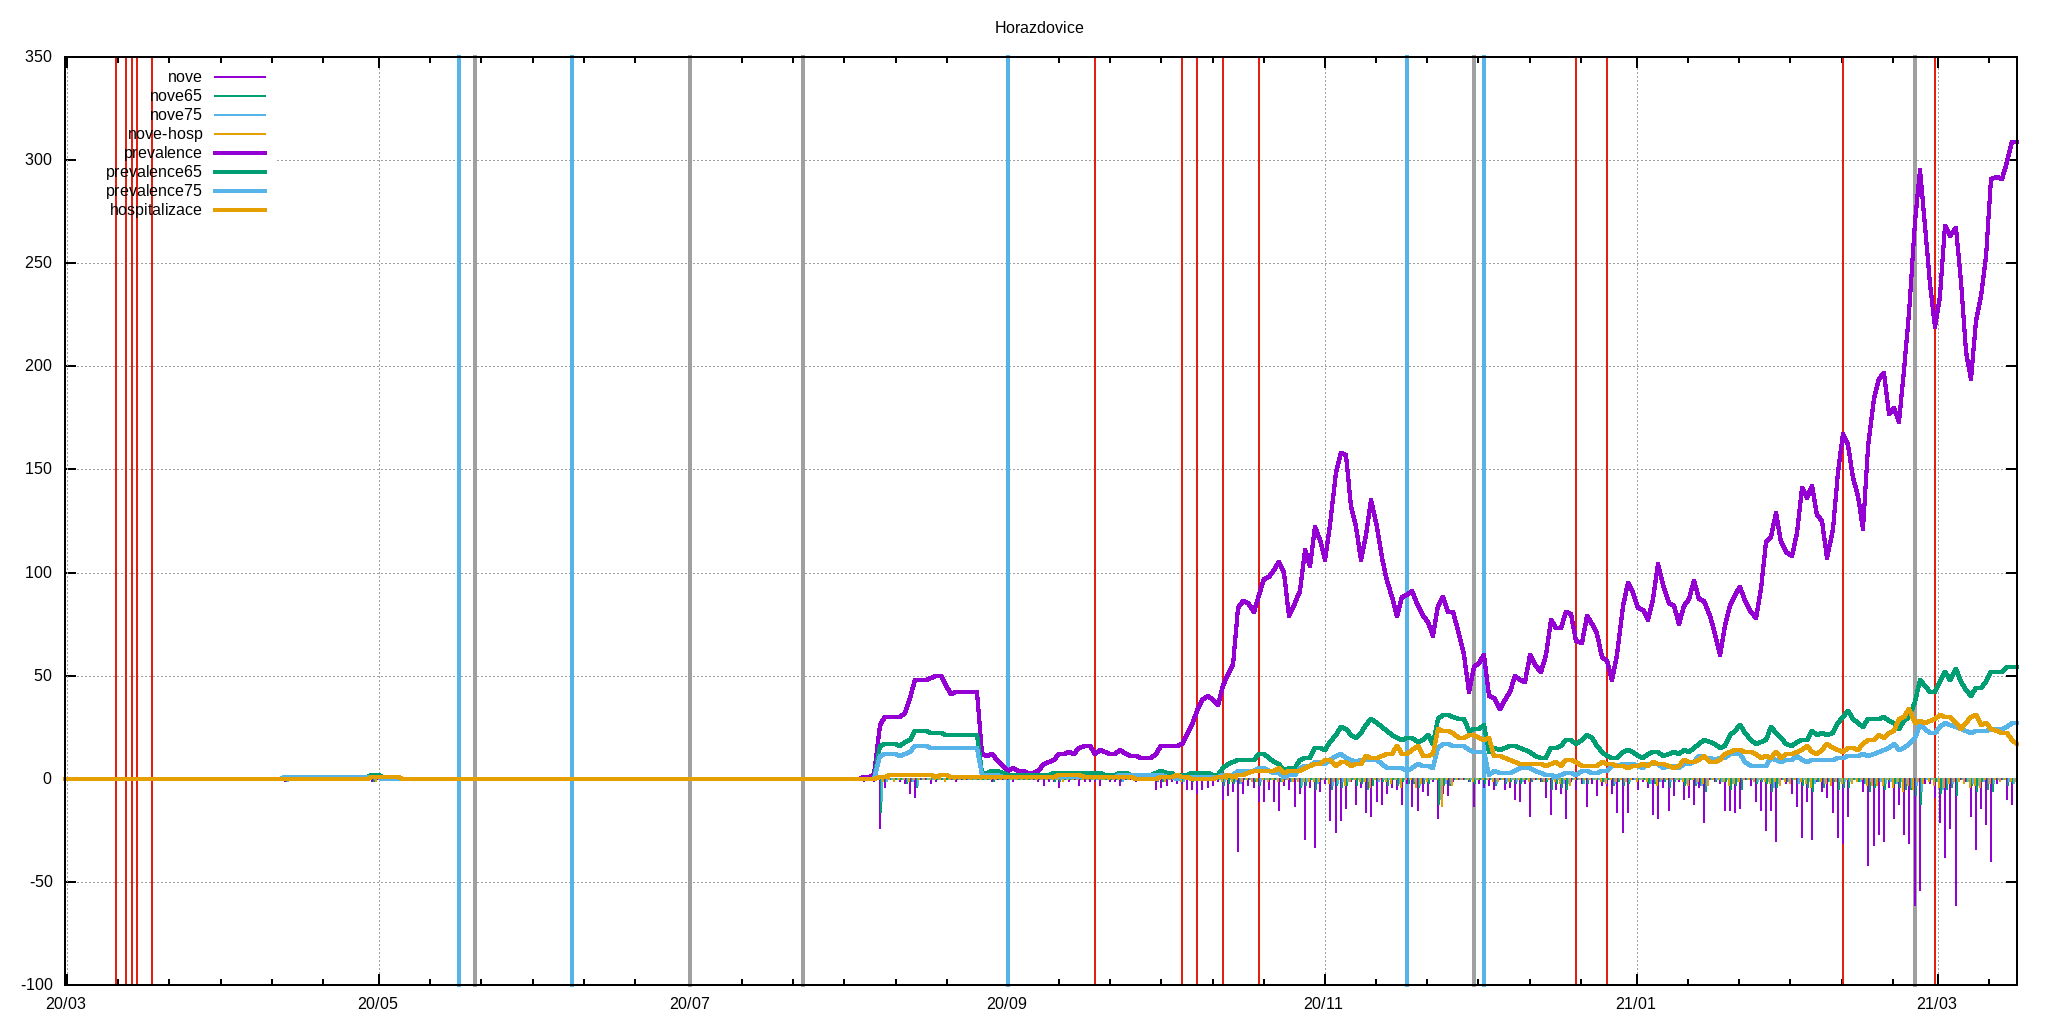 Horazdovice
350
300
250
200
150
100
50
0
-50
-100
nove
nove65
nove75
nove-hosp
prevalence
prevalence65
prevalence75
hospitalizace
20/03 20/05 20/07 20/09 20/11 21/01 21/03